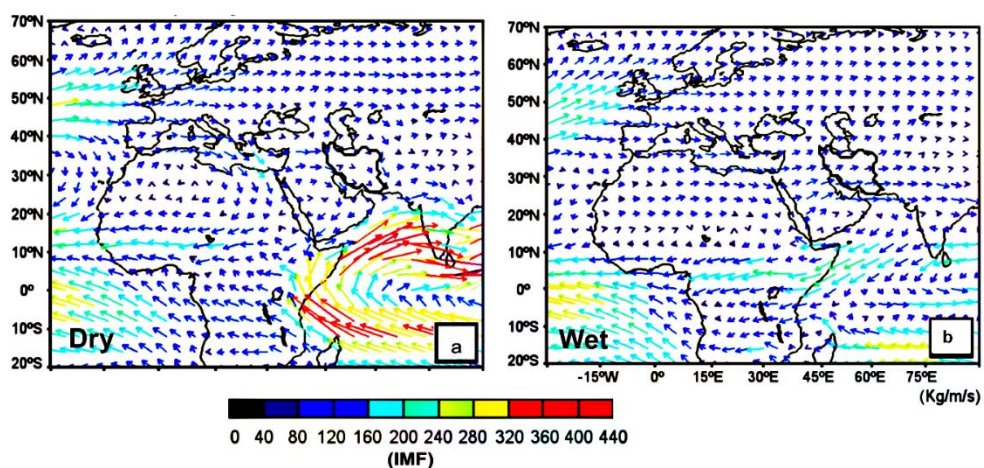 70ºN
60ºN
50ºN
40ºN
30ºN
20ºN
10ºN
0º
10ºS
20ºS
Dry
a
70ºN
60ºN
50ºN
40ºN
30ºN
20ºN
10ºN
0º
10ºS
20ºS
Wet
b
-15ºW 0º 15ºE 30ºE 45ºE 60ºE 75ºE
(Kg/m/s)
0 40 80 120 160 200 240 280 320 360 400 440
(IMF)